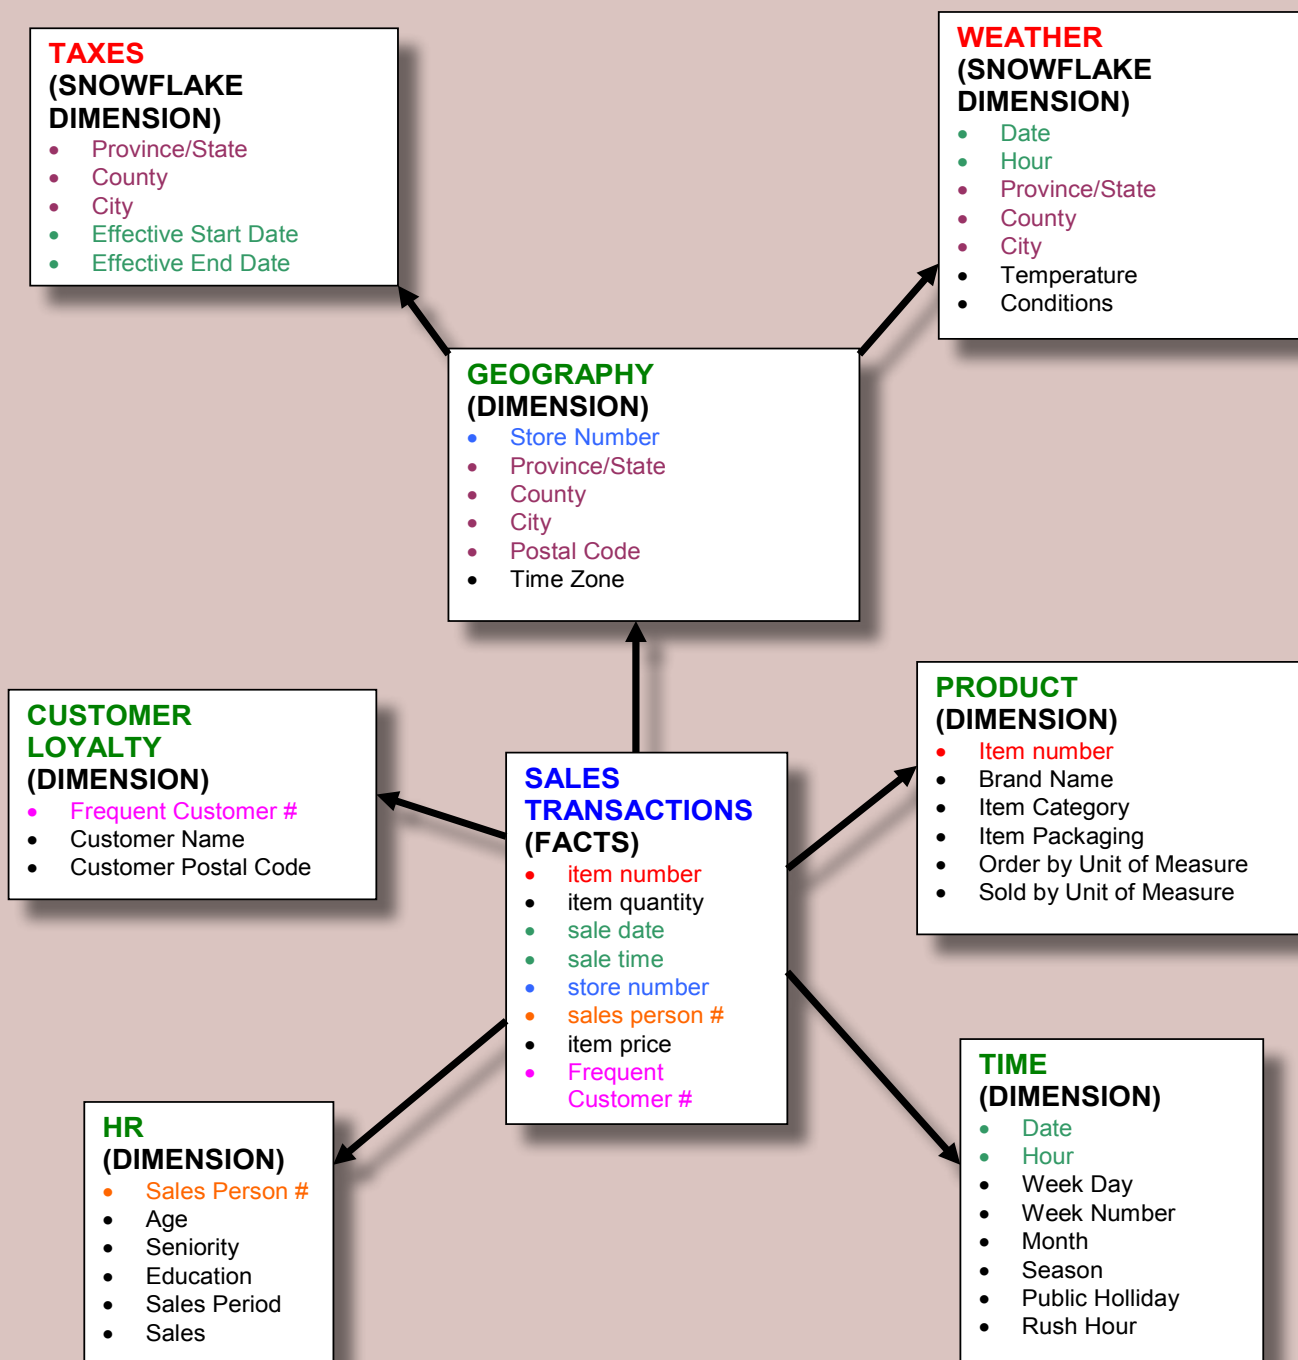 TAXES
(SNOWFLAKE
DIMENSION)
• Province/State
• County
• City
• Effective Start Date
• Effective End Date
WEATHER
(SNOWFLAKE
DIMENSION)
• Date
• Hour
• Province/State
• County
• City
• Temperature
• Conditions
GEOGRAPHY
(DIMENSION)
• Store Number
• Province/State
• County
• City
• Postal Code
• Time Zone
CUSTOMER
LOYALTY
(DIMENSION)
• Frequent Customer #
• Customer Name
• Customer Postal Code
SALES
TRANSACTIONS
(FACTS)
• item number
• item quantity
• sale date
• sale time
• store number
• sales person #
• item price
• Frequent
Customer #
PRODUCT
(DIMENSION)
• Item number
• Brand Name
• Item Category
• Item Packaging
• Order by Unit of Measure
• Sold by Unit of Measure
HR
(DIMENSION)
• Sales Person #
• Age
• Seniority
• Education
• Sales Period
• Sales
TIME
(DIMENSION)
• Date
• Hour
• Week Day
• Week Number
• Month
• Season
• Public Holliday
• Rush Hour